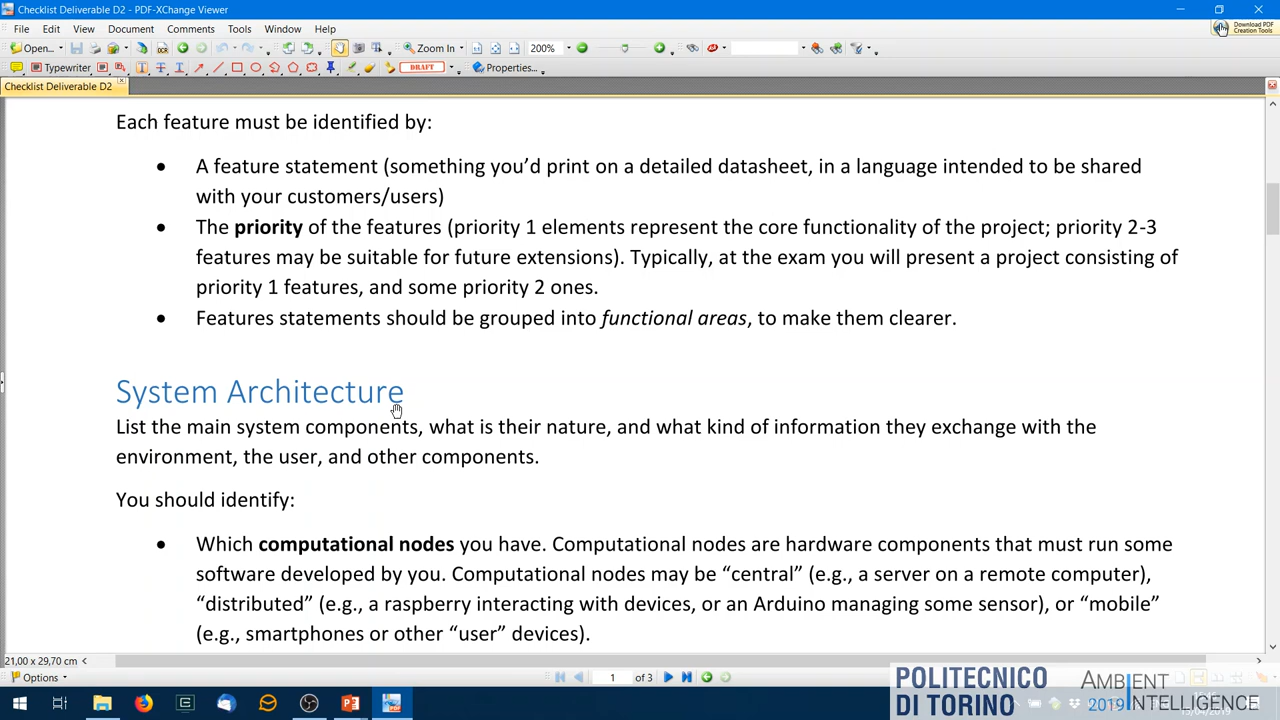 Checklist Deliverable D2 - PDF-XChange Viewer
File Edit View Document Comments Tools Window Help
Download PDF
Creation Tools
Open... Zoom In 200%
Typewriter DRAFT Properties...
Checklist Deliverable D2
Each feature must be identified by:
• A feature statement (something you’d print on a detailed datasheet, in a language intended to be shared
with your customers/users)
• The priority of the features (priority 1 elements represent the core functionality of the project; priority 2-3
features may be suitable for future extensions). Typically, at the exam you will present a project consisting of
priority 1 features, and some priority 2 ones.
• Features statements should be grouped into functional areas, to make them clearer.
System Architecture
List the main system components, what is their nature, and what kind of information they exchange with the
environment, the user, and other components.
You should identify:
• Which computational nodes you have. Computational nodes are hardware components that must run some
software developed by you. Computational nodes may be “central” (e.g., a server on a remote computer),
“distributed” (e.g., a raspberry interacting with devices, or an Arduino managing some sensor), or “mobile”
(e.g., smartphones or other “user” devices).
21,00 x 29,70 cm
Options 1 of 3
POLITECNICO
DI TORINO
AMBIENT
2019 INTELLIGENCE